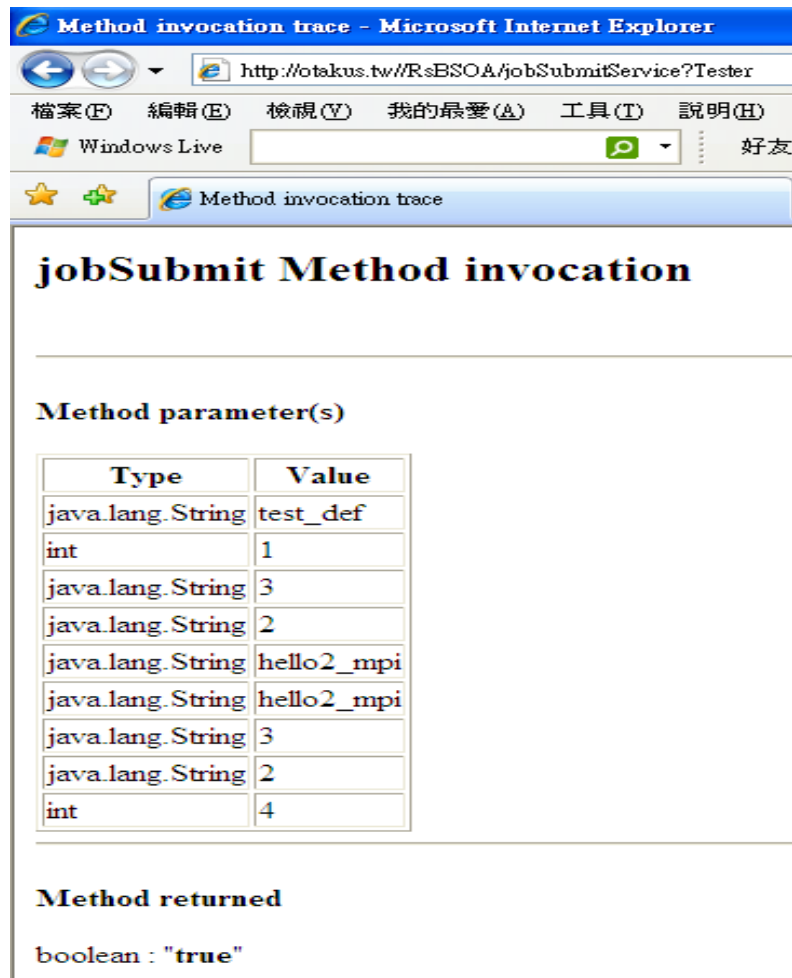 Method invocation trace - Microsoft Internet Explorer
http://otakus.tw//RsBSOA/jobSubmitService?Tester
檔案(F) 編輯(E) 檢視(V) 我的最愛(A) 工具(T) 說明(H)
Windows Live 好友
Method invocation trace
jobSubmit Method invocation
Method parameter(s)
Type Value
java.lang.String test_def
int 1
java.lang.String 3
java.lang.String 2
java.lang.String hello2_mpi
java.lang.String hello2_mpi
java.lang.String 3
java.lang.String 2
int 4
Method returned
boolean : "true"